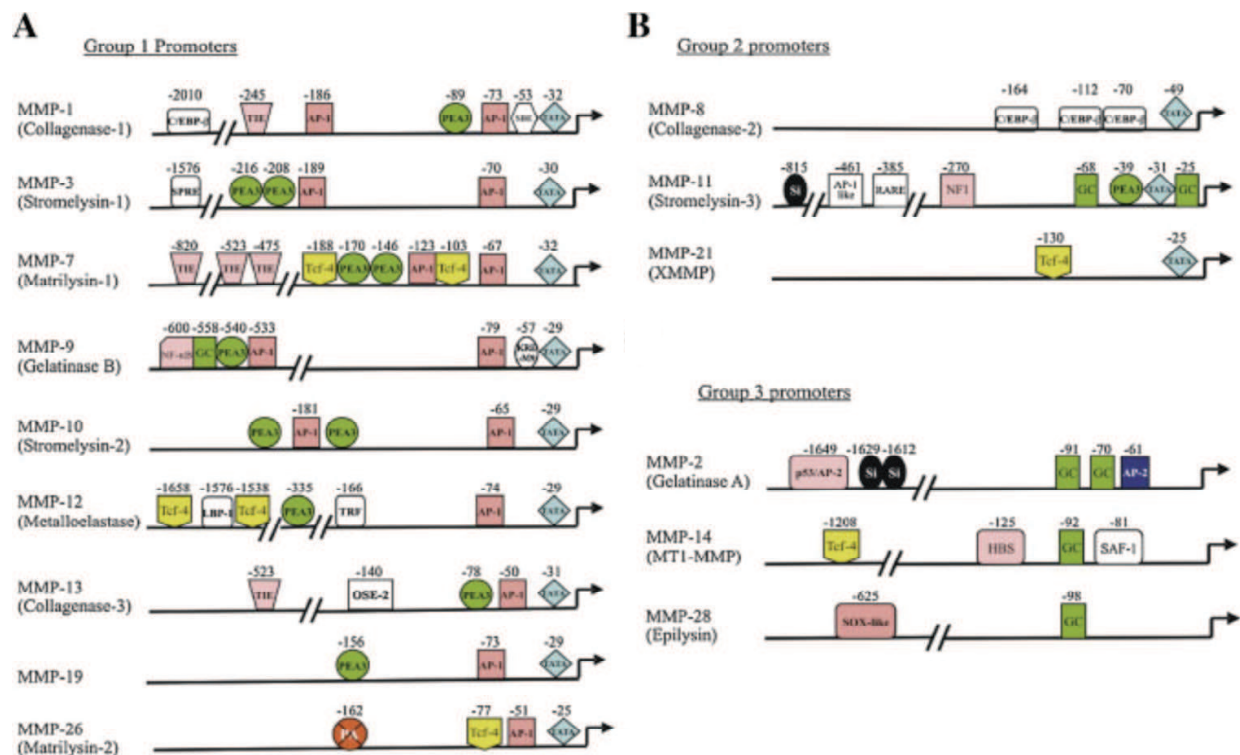 A
Group 1 Promoters
MMP-1
(Collagenase-1)
-2010 -245 -186 -89 -73 -53 -32
C/EBP-β TIE AP-1 PEA3 AP-1 SBE TATA
MMP-3
(Stromelysin-1)
-1576 -216 -208 -189 -70 -30
SPRE PEA3 PEA3 AP-1 AP-1 TATA
MMP-7
(Matrilysin-1)
-820 -523 -475 -188 -170 -146 -123 -103 -67 -32
TIE TIE TIE Tcf-4 PEA3 PEA3 AP-1 Tcf-4 AP-1 TATA
MMP-9
(Gelatinase B)
-600 -558 -540 -533 -79 -57 -29
NF-κB GC PEA3 AP-1 AP-1 TATA
MMP-10
(Stromelysin-2)
-181 -65 -29
PEA3 AP-1 PEA3 AP-1 TATA
MMP-12
(Metalloelastase)
-1658 -1576 -1538 -335 -166 -74 -29
Tcf-4 LBP-1 Tcf-4 PEA3 TRF AP-1 TATA
MMP-13
(Collagenase-3)
-523 -140 -78 -50 -31
TIE OSE-2 PEA3 AP-1 TATA
MMP-19
-156 -73 -29
PEA3 AP-1 TATA
MMP-26
(Matrilysin-2)
-162 -77 -51 -25
Tcf-4 AP-1 TATA
B
Group 2 promoters
MMP-8
(Collagenase-2)
-164 -112 -70 -49
C/EBP-β C/EBP-β C/EBP-β TATA
MMP-11
(Stromelysin-3)
-815 -461 -385 -270 -68 -39 -31 -25
Si AP-1 like RARE NF1 GC PEA3 TATA GC
MMP-21
(XMMP)
-130 -25
Tcf-4 TATA
Group 3 promoters
MMP-2
(Gelatinase A)
-1649 -1629 -1612 -91 -70 -61
p53/AP-2 Si Si GC GC AP-2
MMP-14
(MT1-MMP)
-1208 -125 -92 -81
Tcf-4 HBS GC SAF-1
MMP-28
(Epilysin)
-625 -98
SOX-like GC